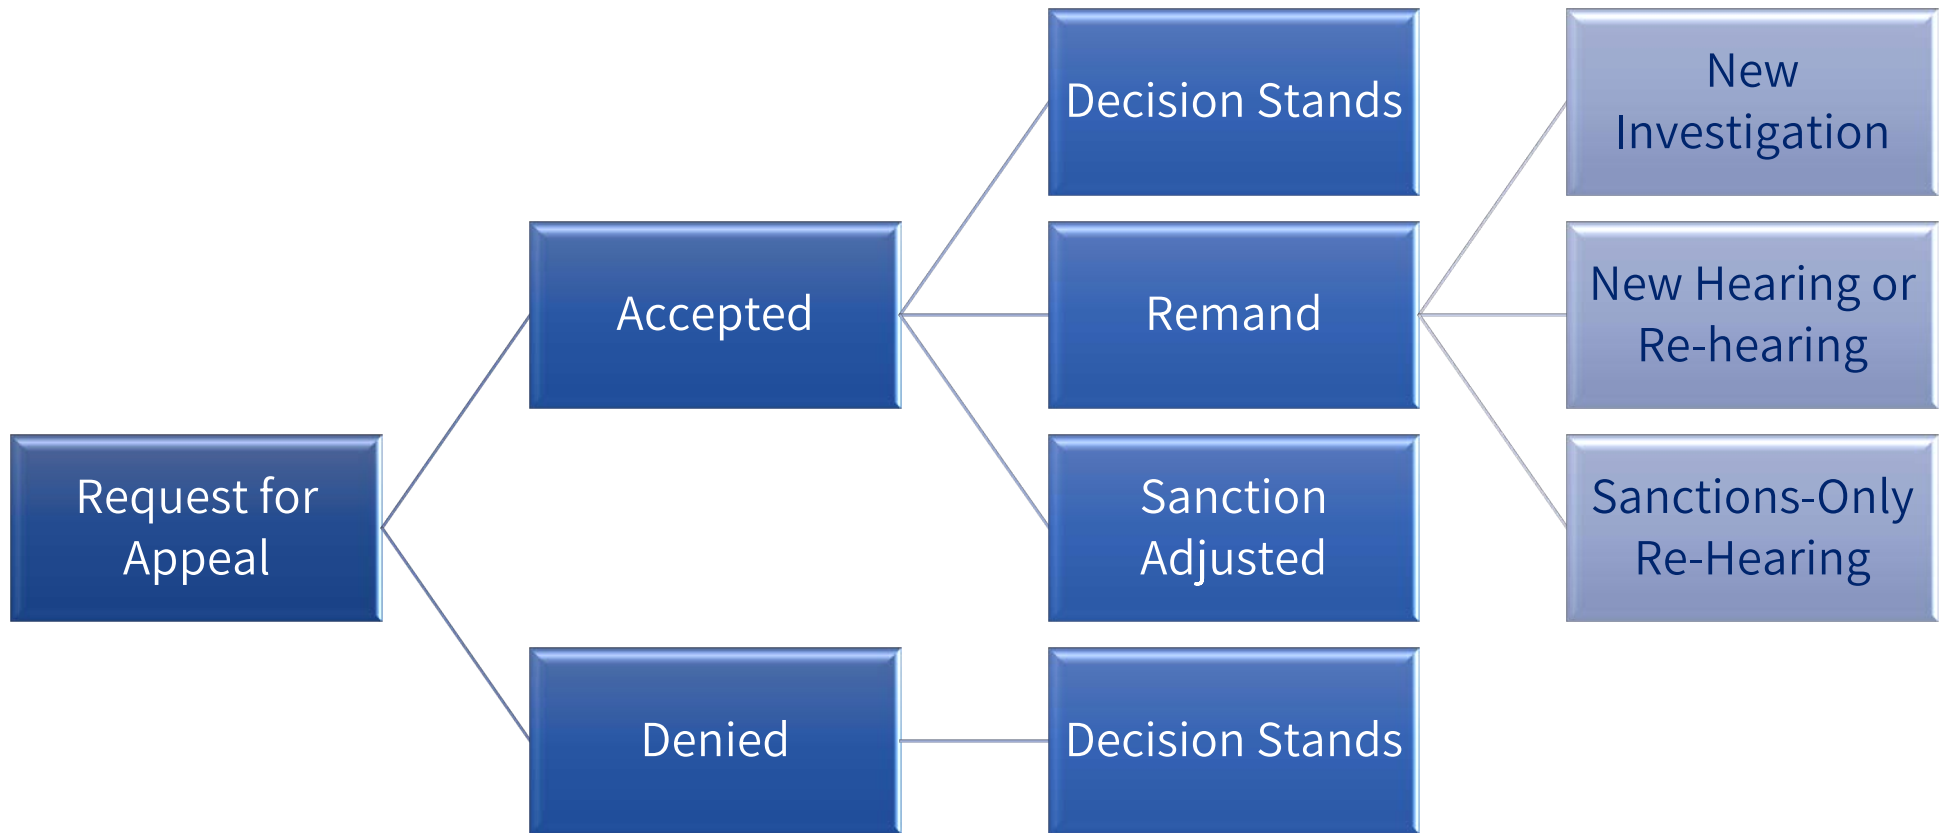 Request for
Appeal
Accepted
Denied
Decision Stands
Remand
Sanction
Adjusted
Decision Stands
New
Investigation
New Hearing or
Re-hearing
Sanctions-Only
Re-Hearing